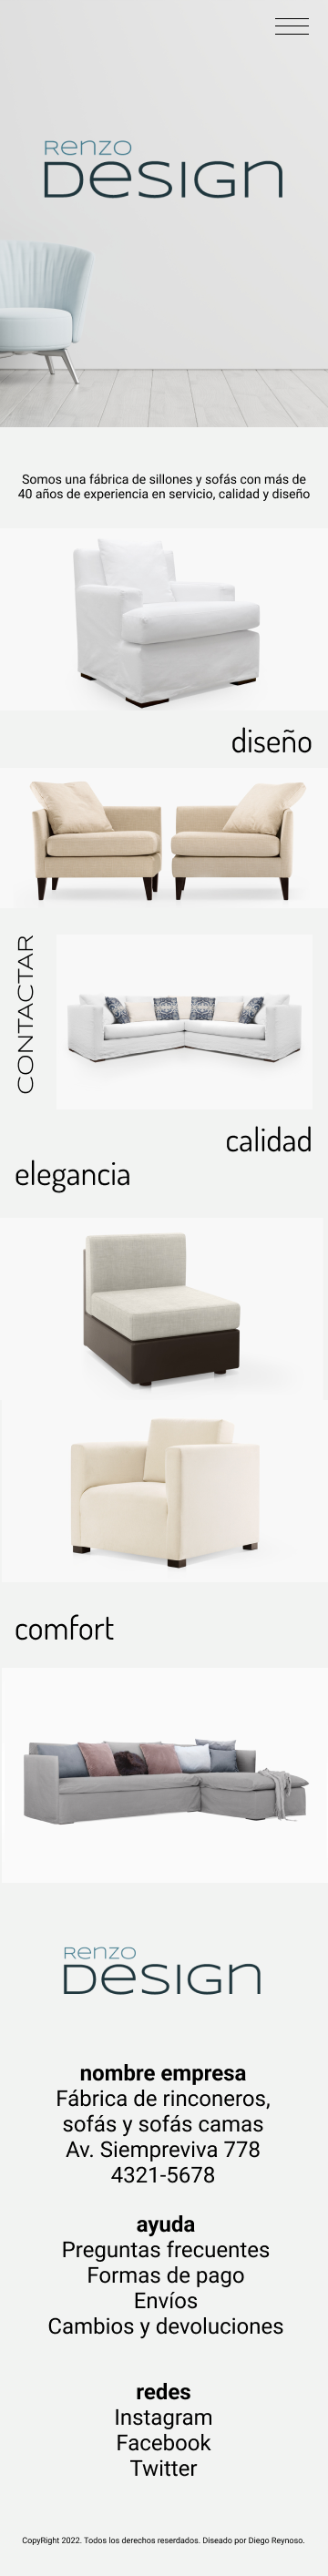 Renzo
Design
Somos una fábrica de sillones y sofás con más de
40 años de experiencia en servicio, calidad y diseño
diseño
CONTACTAR
calidad
elegancia
comfort
Renzo
Design
nombre empresa
Fábrica de rinconeros,
sofás y sofás camas
Av. Siempreviva 778
4321-5678
ayuda
Preguntas frecuentes
Formas de pago
Envíos
Cambios y devoluciones
redes
Instagram
Facebook
Twitter
CopyRight 2022. Todos los derechos reserdados. Diseado por Diego Reynoso.